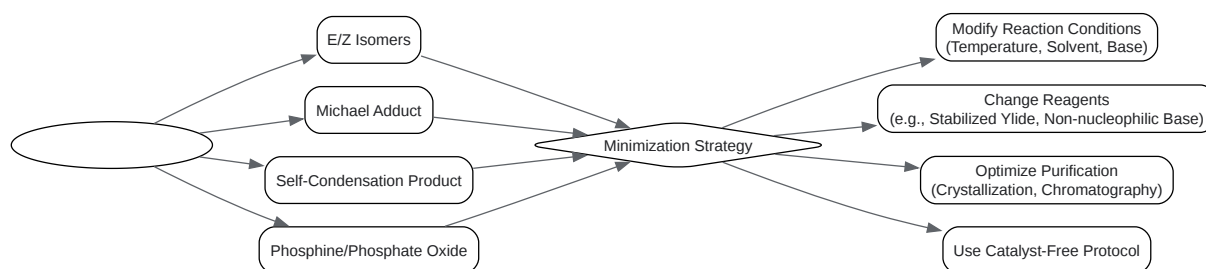 E/Z Isomers
Michael Adduct
Self-Condensation Product
Phosphine/Phosphate Oxide
Minimization Strategy
Modify Reaction Conditions
(Temperature, Solvent, Base)
Change Reagents
(e.g., Stabilized Ylide, Non-nucleophilic Base)
Optimize Purification
(Crystallization, Chromatography)
Use Catalyst-Free Protocol